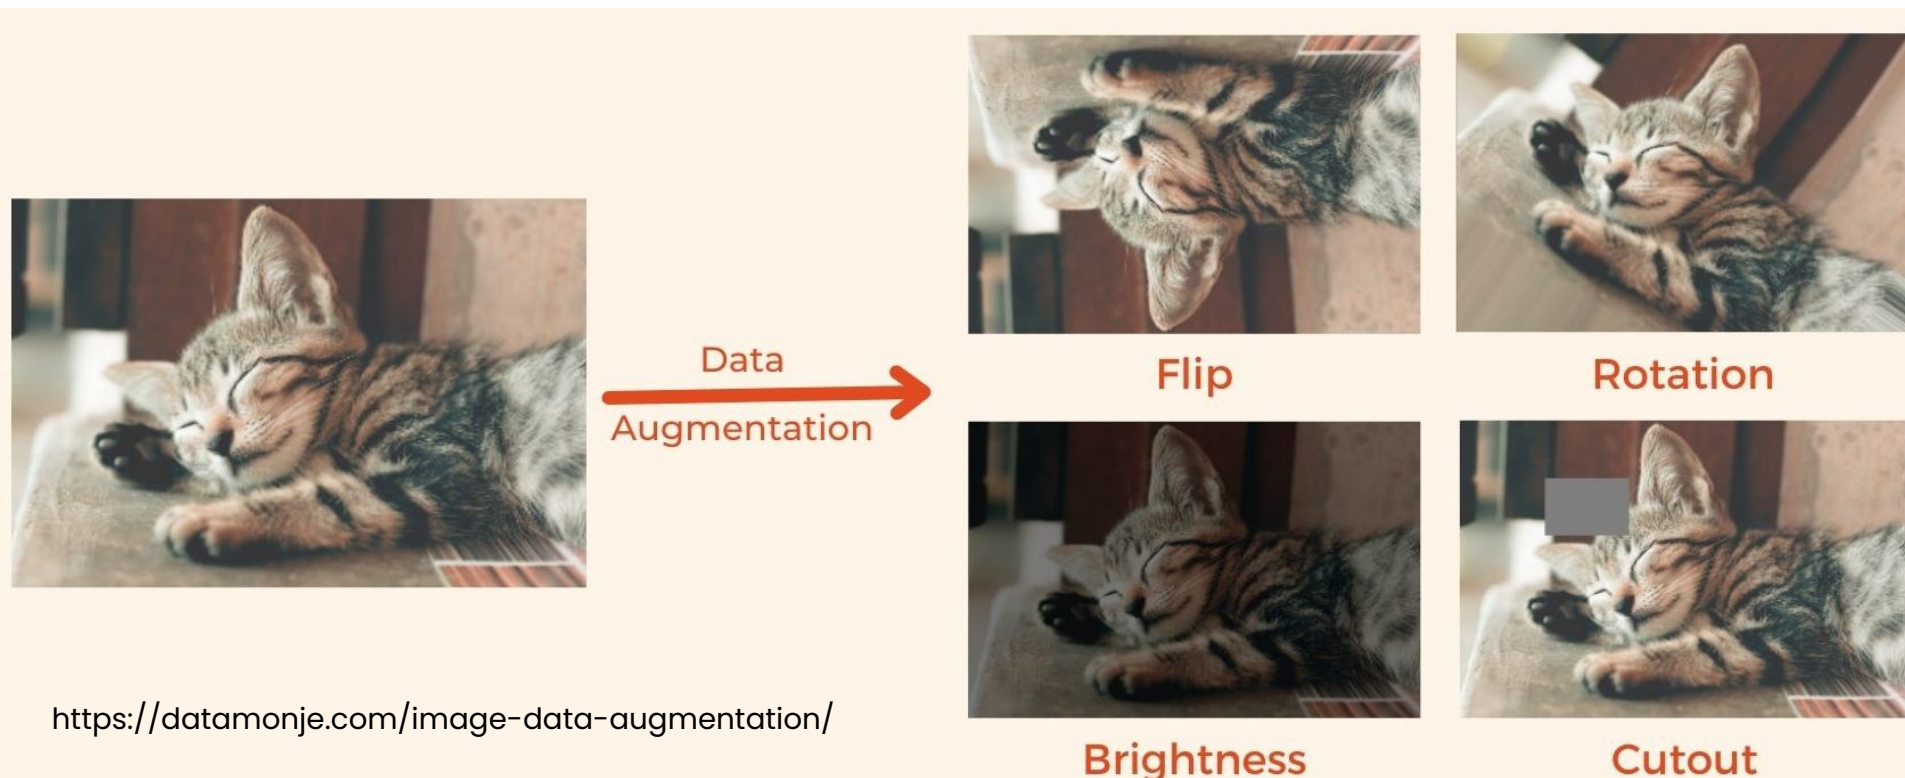 Data
Augmentation
Flip
Rotation
Brightness
Cutout
https://datamonje.com/image-data-augmentation/